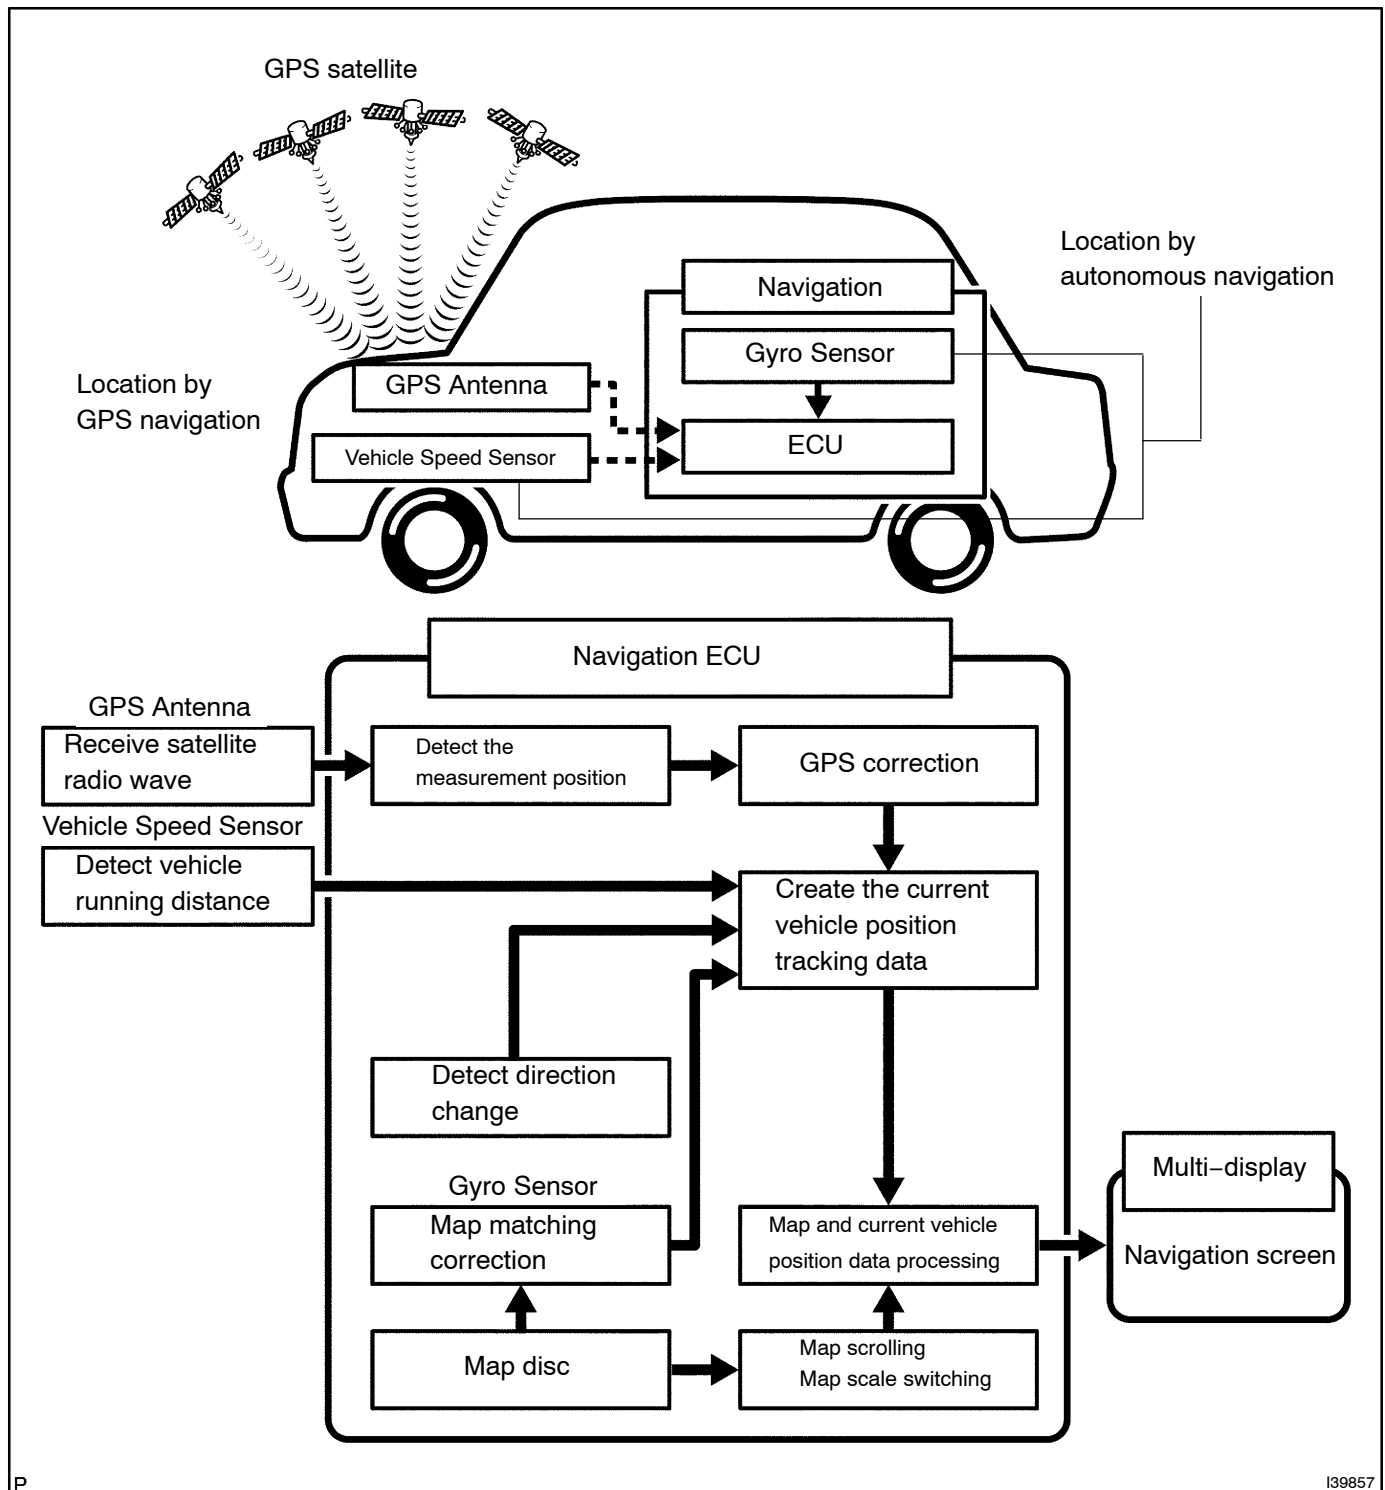 GPS satellite
Location by
autonomous navigation
Navigation
Gyro Sensor
Location by
GPS navigation
GPS Antenna
ECU
Vehicle Speed Sensor
Navigation ECU
GPS Antenna
Receive satellite
radio wave
Detect the
measurement position
GPS correction
Vehicle Speed Sensor
Detect vehicle
running distance
Create the current
vehicle position
tracking data
Detect direction
change
Gyro Sensor
Map matching
correction
Map and current vehicle
position data processing
Multi−display
Navigation screen
Map disc
Map scrolling
Map scale switching
P
I39857